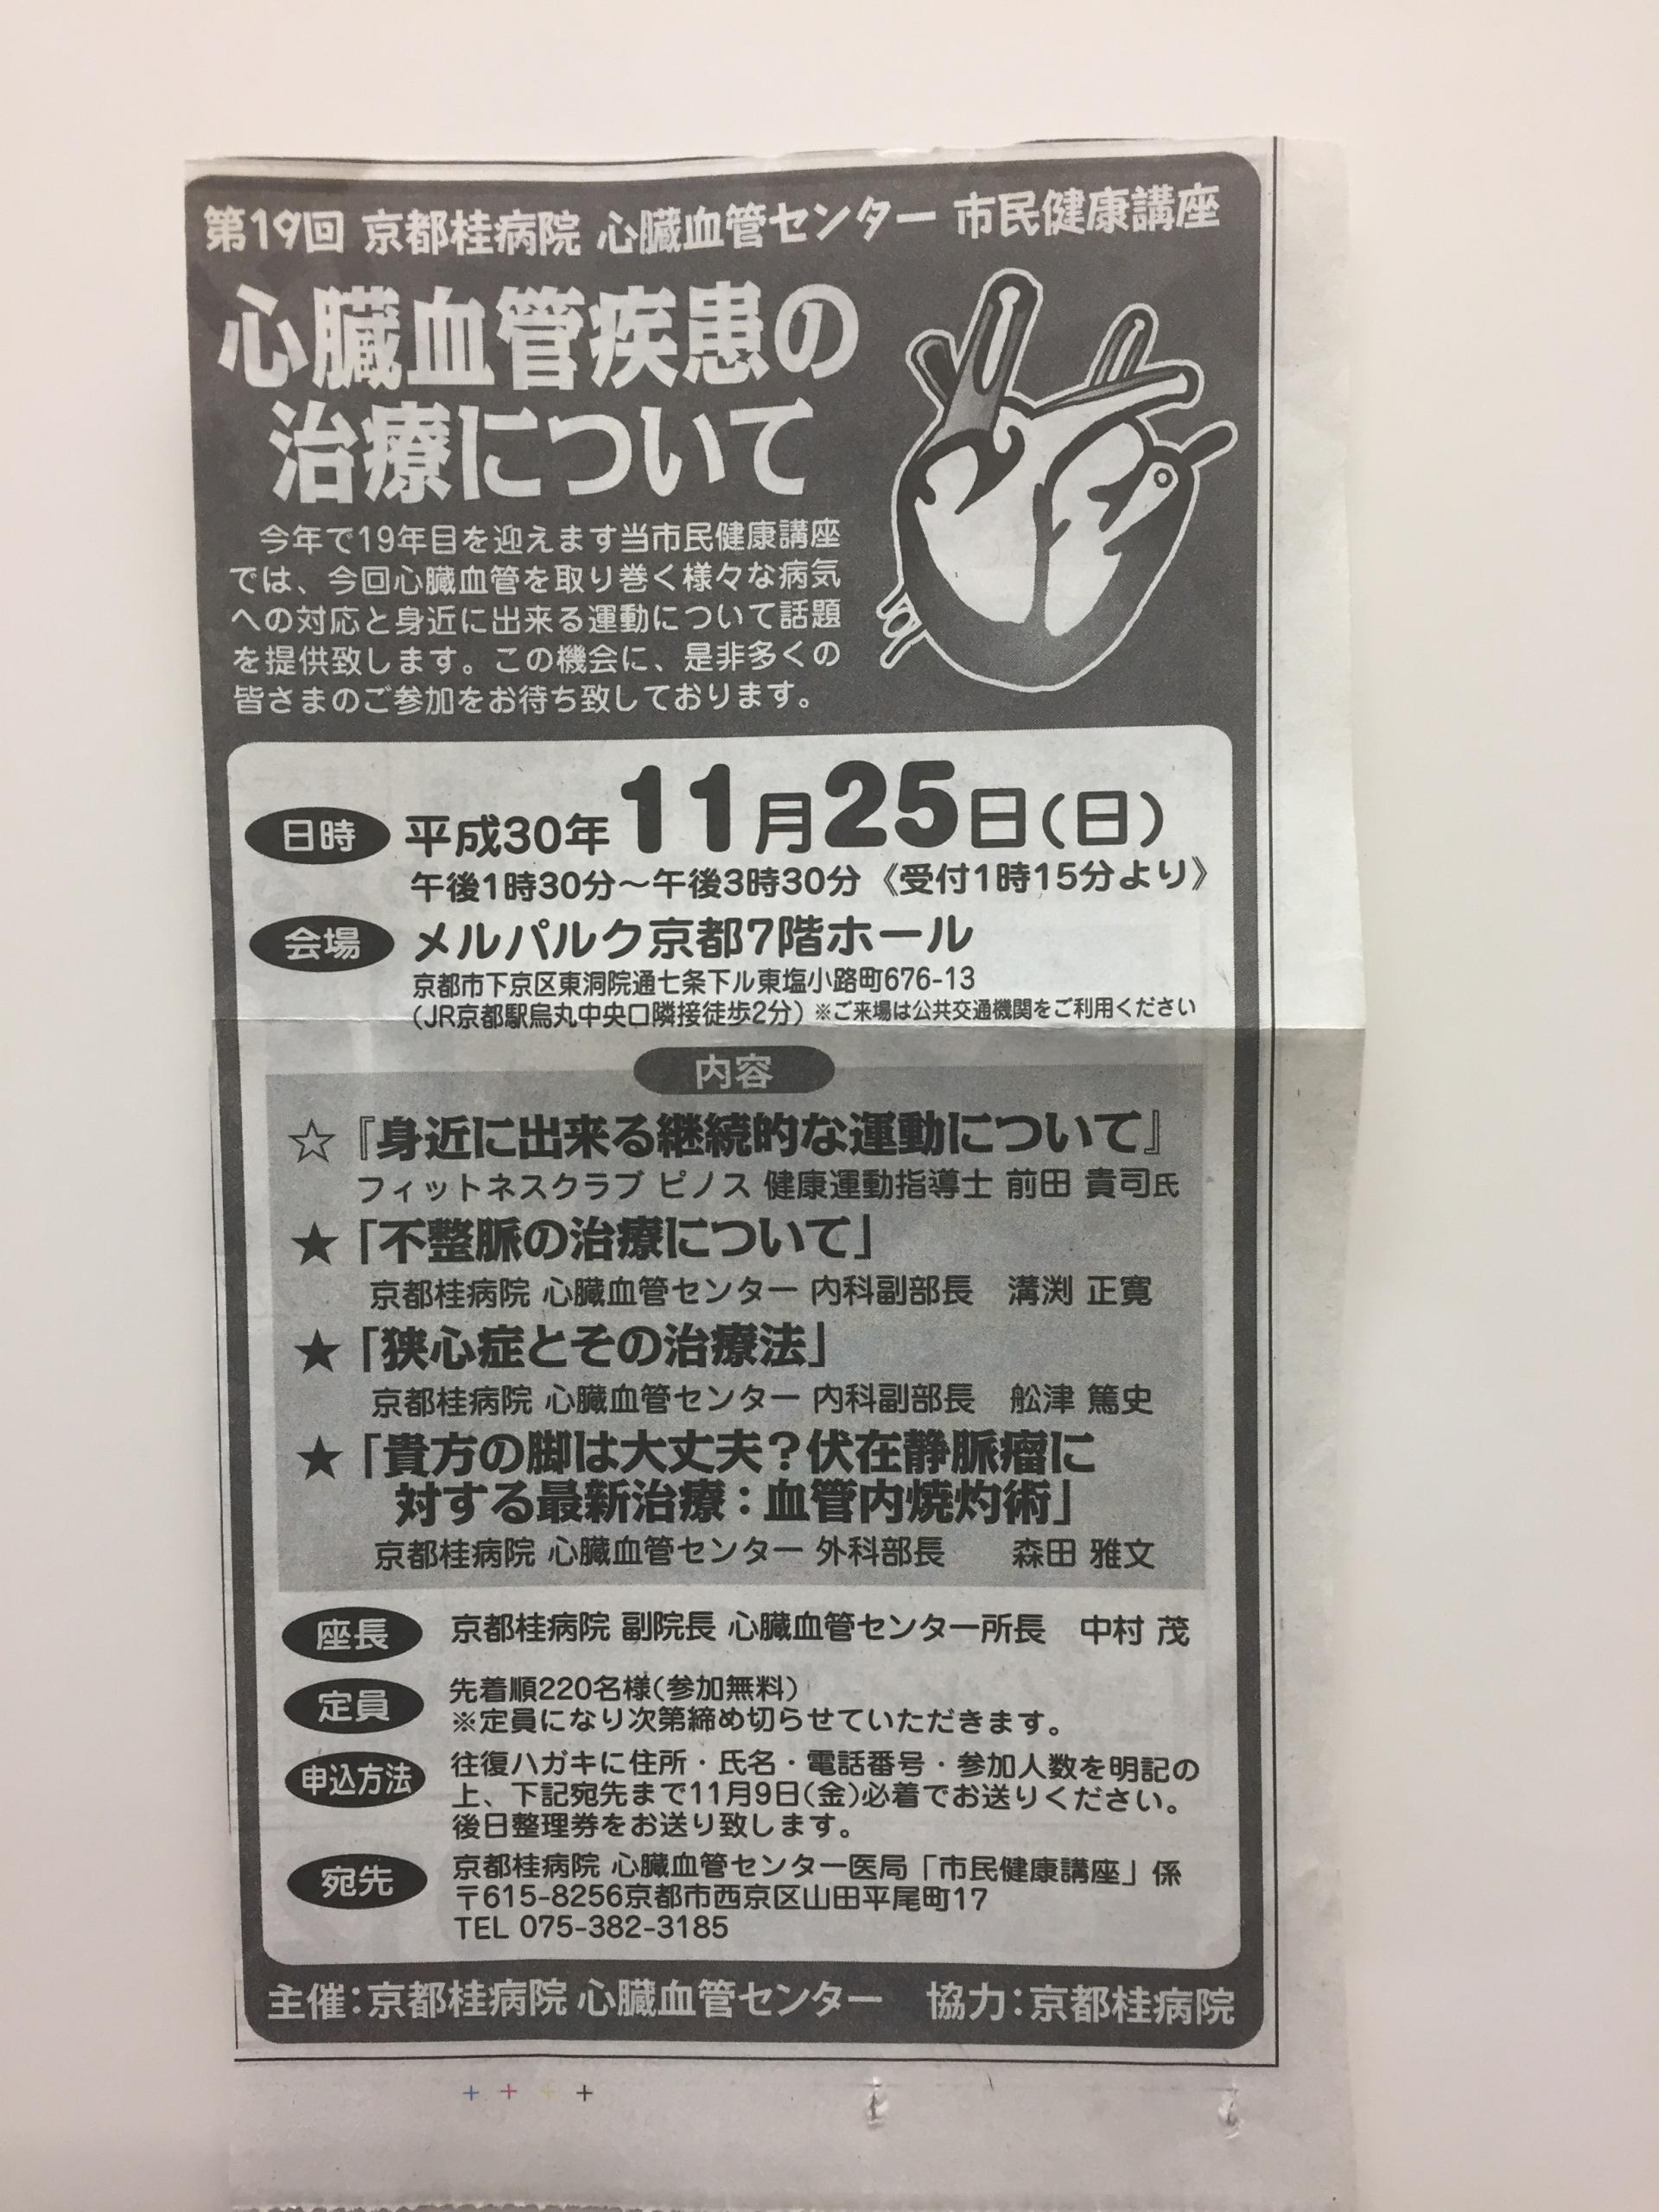 第19回 京都桂病院 心臓血管センター 市民健康講座
心臓血管疾患の
治療について
今年で19年目を迎えます当市民健康講座
では、今回心臓血管を取り巻く様々な病気
への対応と身近に出来る運動について話題
を提供致します。この機会に、是非多くの
皆さまのご参加をお待ち致しております。
日時 平成30年11月25日(日)
午後1時30分〜午後3時30分《受付1時15分より》
会場 メルパルク京都7階ホール
京都市下京区東洞院通七条下ル東塩小路町676-13
(JR京都駅烏丸中央口隣接徒歩2分) ※ご来場は公共交通機関をご利用ください
内容
☆『身近に出来る継続的な運動について』
フィットネスクラブ ピノス 健康運動指導士 前田 貴司氏
★「不整脈の治療について」
京都桂病院 心臓血管センター 内科副部長 溝渕 正寛
★「狭心症とその治療法」
京都桂病院 心臓血管センター 内科副部長 舩津 篤史
★「貴方の脚は大丈夫？伏在静脈瘤に
対する最新治療：血管内焼灼術」
京都桂病院 心臓血管センター 外科部長 森田 雅文
座長 京都桂病院 副院長 心臓血管センター所長 中村 茂
定員 先着順220名様(参加無料)
※定員になり次第締め切らせていただきます。
申込方法 往復ハガキに住所・氏名・電話番号・参加人数を明記の
上、下記宛先まで11月9日(金)必着でお送りください。
後日整理券をお送り致します。
宛先 京都桂病院 心臓血管センター医局「市民健康講座」係
〒615-8256京都市西京区山田平尾町17
TEL 075-382-3185
主催：京都桂病院 心臓血管センター 協力：京都桂病院